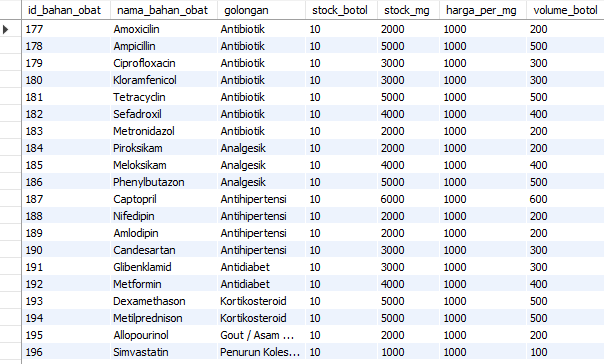 id_bahan_obat nama_bahan_obat golongan stock_botol stock_mg harga_per_mg volume_botol
177 Amoxicilin Antibiotik 10 2000 1000 200
178 Ampicillin Antibiotik 10 5000 1000 500
179 Ciprofloxacin Antibiotik 10 3000 1000 300
180 Kloramfenicol Antibiotik 10 3000 1000 300
181 Tetracyclin Antibiotik 10 5000 1000 500
182 Sefadroxil Antibiotik 10 4000 1000 400
183 Metronidazol Antibiotik 10 2000 1000 200
184 Piroksikam Analgesik 10 2000 1000 200
185 Meloksikam Analgesik 10 4000 1000 400
186 Phenylbutazon Analgesik 10 5000 1000 500
187 Captopril Antihipertensi 10 6000 1000 600
188 Nifedipin Antihipertensi 10 2000 1000 200
189 Amlodipin Antihipertensi 10 2000 1000 200
190 Candesartan Antihipertensi 10 3000 1000 300
191 Glibenklamid Antidiabet 10 3000 1000 300
192 Metformin Antidiabet 10 4000 1000 400
193 Dexamethason Kortikosteroid 10 5000 1000 500
194 Metilprednison Kortikosteroid 10 5000 1000 500
195 Allopourinol Gout / Asam ... 10 2000 1000 200
196 Simvastatin Penurun Koles... 10 1000 1000 100